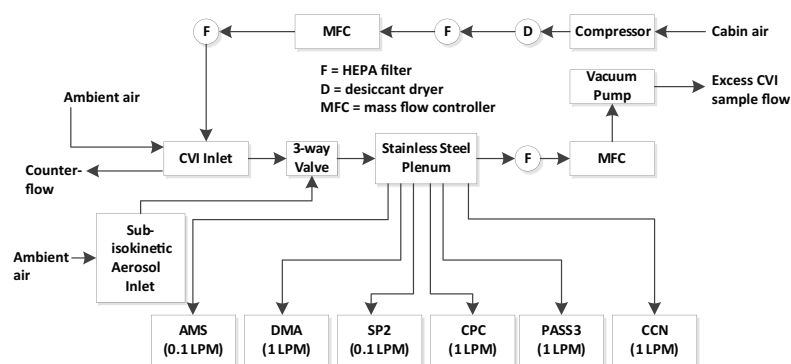 F
MFC
F
D
Compressor
Cabin air
F = HEPA filter
D = desiccant dryer
MFC = mass flow controller
Vacuum
Pump
Excess CVI
sample flow
Ambient air
CVI Inlet
3-way
Valve
Stainless Steel
Plenum
F
MFC
Counter-
flow
Sub-
isokinetic
Aerosol
Inlet
Ambient
air
AMS
(0.1 LPM)
DMA
(1 LPM)
SP2
(0.1 LPM)
CPC
(1 LPM)
PASS3
(1 LPM)
CCN
(1 LPM)